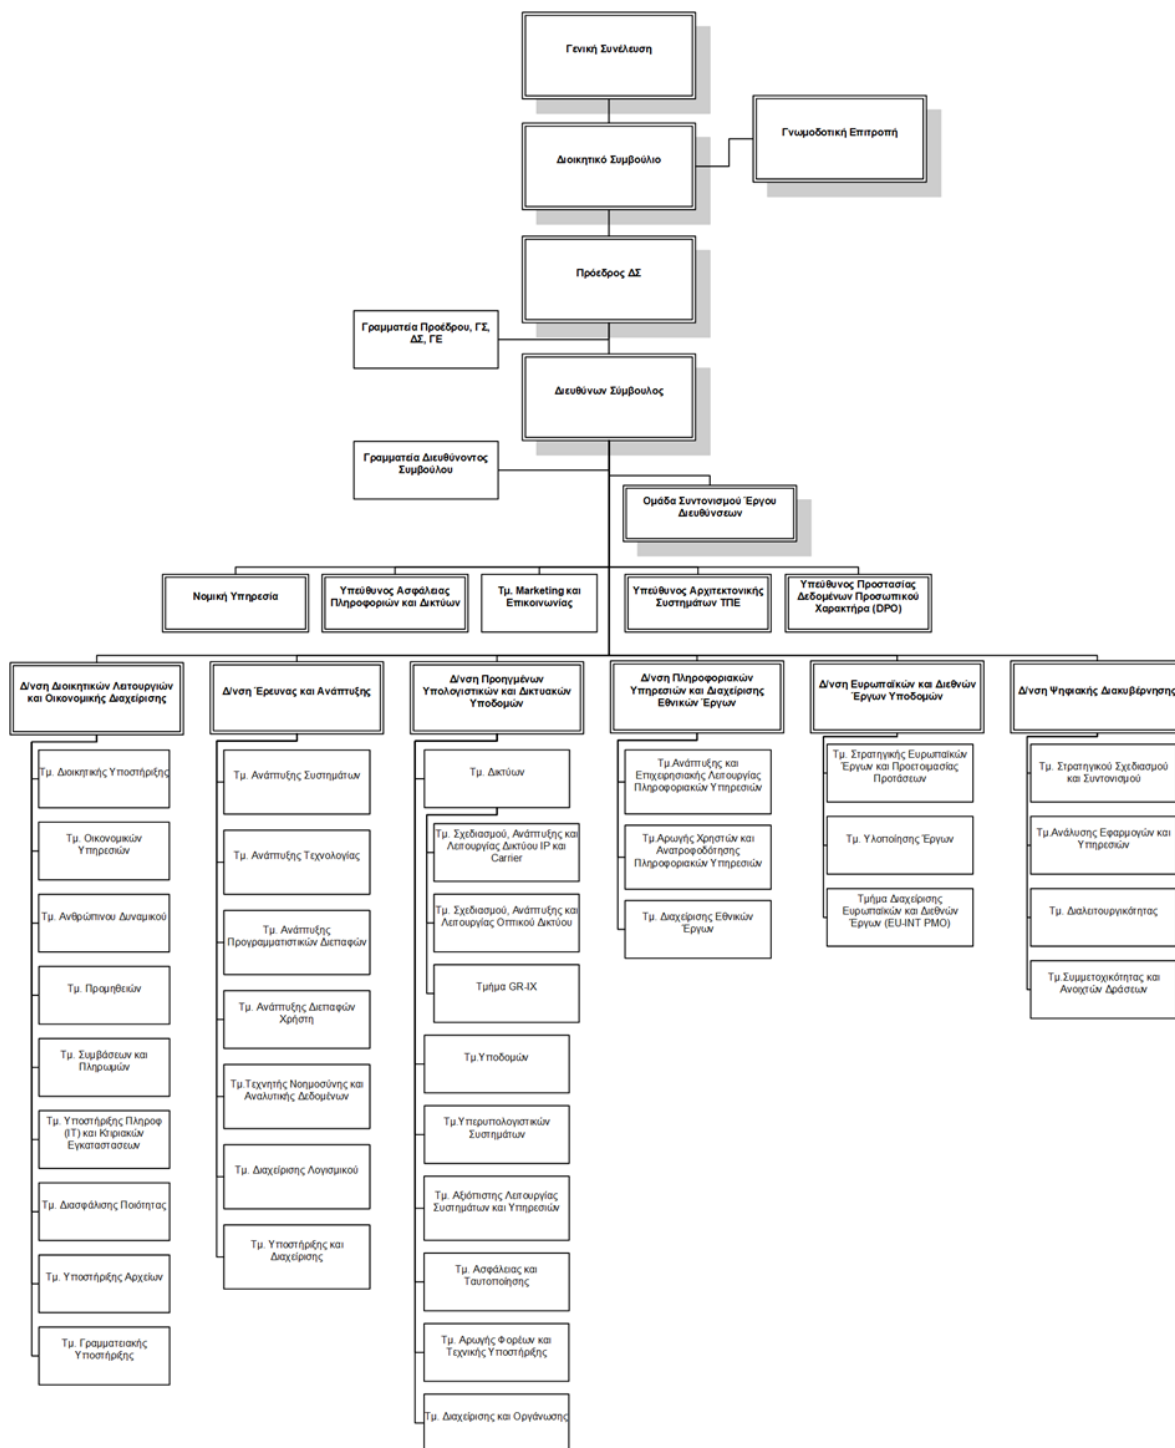 Γενική Συνέλευση
Γνωμοδοτική Επιτροπή
Διοικητικό Συμβούλιο
Πρόεδρος ΔΣ
Γραμματεία Προέδρου, ΓΣ,
ΔΣ, ΓΕ
Διευθύνων Σύμβουλος
Γραμματεία Διευθύνοντος
Συμβούλου
Ομάδα Συντονισμού Έργου
Διευθύνσεων
Νομική Υπηρεσία
Υπεύθυνος Ασφάλειας
Πληροφοριών και Δικτύων
Τμ. Marketing και
Επικοινωνίας
Υπεύθυνος Αρχιτεκτονικής
Συστημάτων ΤΠΕ
Υπεύθυνος Προστασίας
Δεδομένων Προσωπικού
Χαρακτήρα (DPO)
Δ/νση Διοικητικών Λειτουργιών
και Οικονομικής Διαχείρισης
Τμ. Διοικητικής Υποστήριξης
Τμ. Οικονομικών
Υπηρεσιών
Τμ. Ανθρώπινου Δυναμικού
Τμ. Προμηθειών
Τμ. Συμβάσεων και
Πληρωμών
Τμ. Υποστήριξης Πληροφ
(IT) και Κτιριακών
Εγκαταστασεων
Τμ. Διασφάλισης Ποιότητας
Τμ. Υποστήριξης Αρχείων
Τμ. Γραμματειακής
Υποστήριξης
Δ/νση Έρευνας και Ανάπτυξης
Τμ. Ανάπτυξης Συστημάτων
Τμ. Ανάπτυξης Τεχνολογίας
Τμ. Ανάπτυξης
Προγραμματιστικών Διεπαφών
Τμ. Ανάπτυξης Διεπαφών
Χρήστη
Τμ.Τεχνητής Νοημοσύνης και
Αναλυτικής Δεδομένων
Τμ. Διαχείρισης Λογισμικού
Τμ. Υποστήριξης και
Διαχείρισης
Δ/νση Προηγμένων
Υπολογιστικών και Δικτυακών
Υποδομών
Τμ. Δικτύων
Τμ. Σχεδιασμού, Ανάπτυξης και
Λειτουργίας Δικτύου IP και
Carrier
Τμ. Σχεδιασμού, Ανάπτυξης και
Λειτουργίας Οπτικού Δικτύου
Τμήμα GR-IX
Τμ.Υποδομών
Τμ.Υπερυπολογιστικών
Συστημάτων
Τμ. Αξιόπιστης Λειτουργίας
Συστημάτων και Υπηρεσιών
Τμ. Ασφάλειας και
Ταυτοποίησης
Τμ. Αρωγής Φορέων και
Τεχνικής Υποστήριξης
Τμ. Διαχείρισης και Οργάνωσης
Δ/νση Πληροφοριακών
Υπηρεσιών και Διαχείρισης
Εθνικών Έργων
Τμ.Ανάπτυξης και
Επιχειρησιακής Λειτουργίας
Πληροφοριακών Υπηρεσιών
Τμ.Αρωγής Χρηστών και
Ανατροφοδότησης
Πληροφοριακών Υπηρεσιών
Τμ. Διαχείρισης Εθνικών
Έργων
Δ/νση Ευρωπαϊκών και Διεθνών
Έργων Υποδομών
Τμ. Στρατηγικής Ευρωπαϊκών
Έργων και Προετοιμασίας
Προτάσεων
Τμ. Υλοποίησης Έργων
Τμήμα Διαχείρισης
Ευρωπαϊκών και Διεθνών
Έργων (EU-INT PMO)
Δ/νση Ψηφιακής Διακυβέρνησης
Τμ. Στρατηγικού Σχεδιασμού
και Συντονισμού
Τμ.Ανάλυσης Εφαρμογών και
Υπηρεσιών
Τμ. Διαλειτουργικότητας
Τμ.Συμμετοχικότητας και
Ανοιχτών Δράσεων